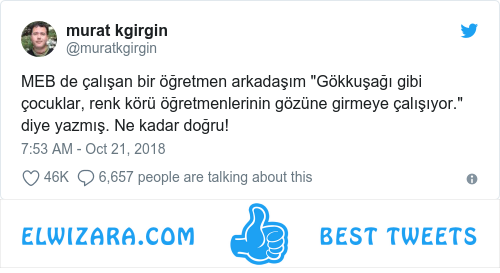 murat kgirgin
@muratkgirgin
MEB de çalışan bir öğretmen arkadaşım "Gökkuşağı gibi
çocuklar, renk körü öğretmenlerinin gözüne girmeye çalışıyor."
diye yazmış. Ne kadar doğru!
7:53 AM - Oct 21, 2018
46K 6,657 people are talking about this
ELWIZARA.COM BEST TWEETS